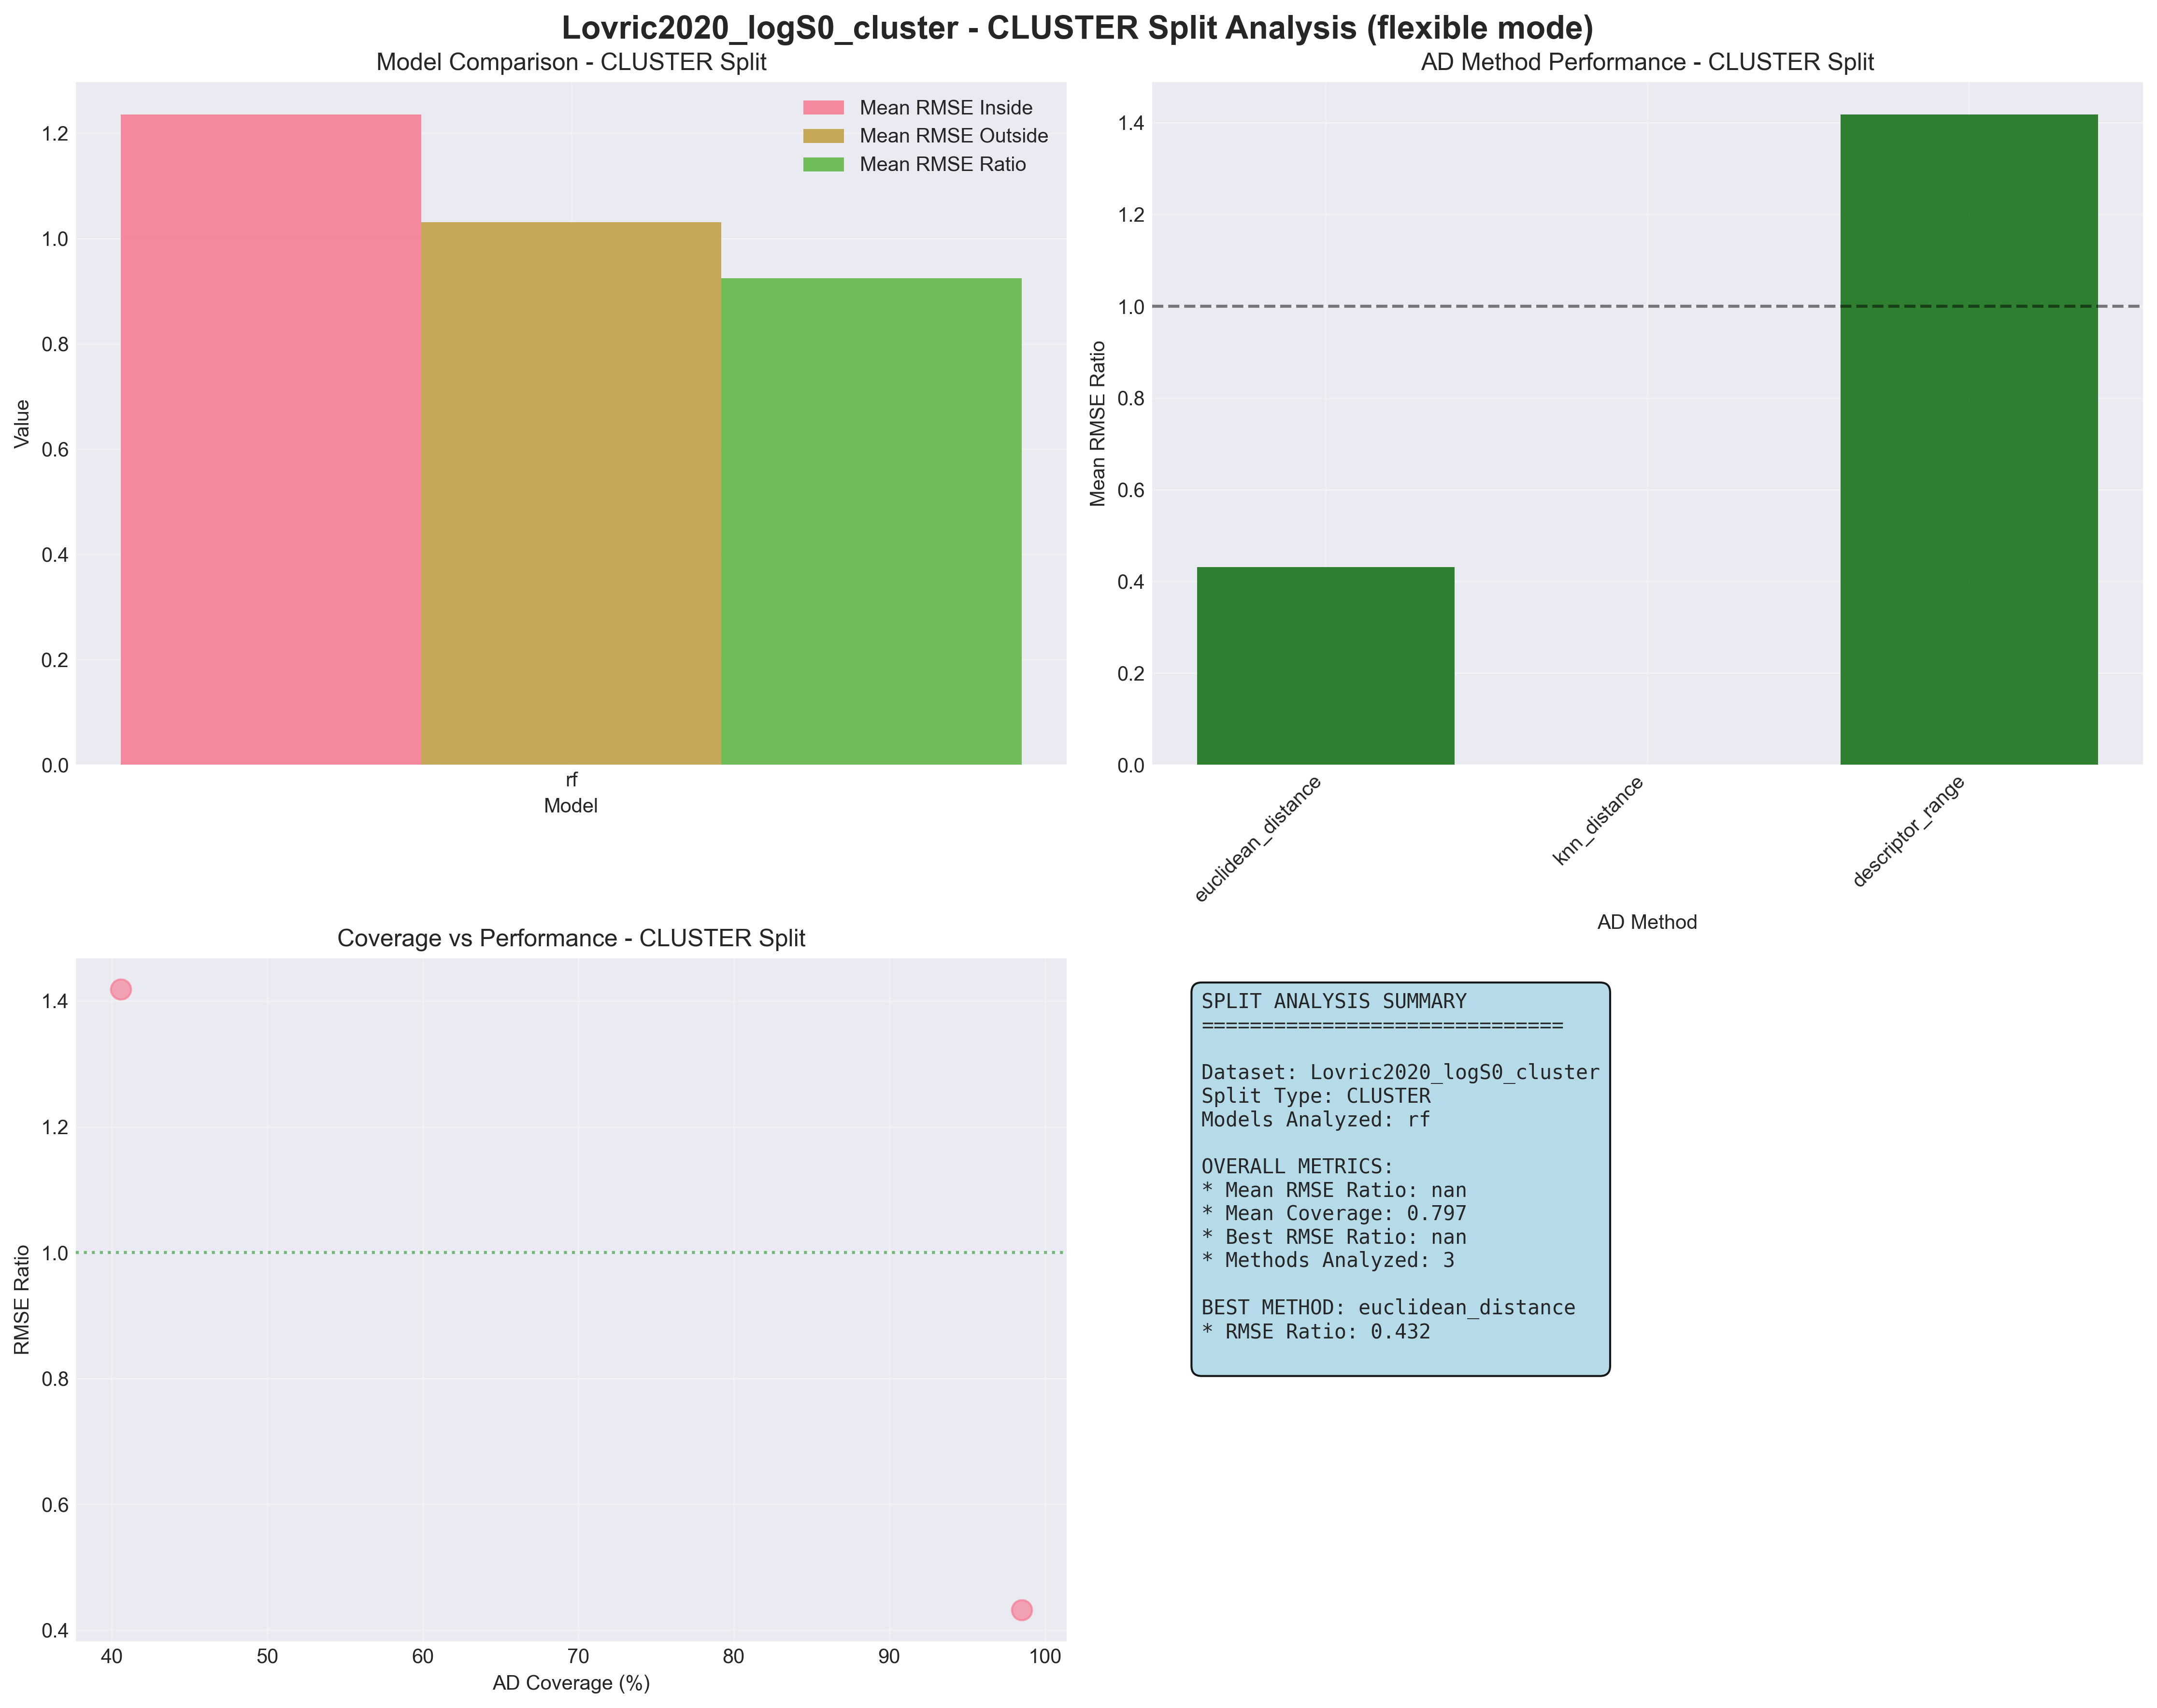 Lovric2020_logS0_cluster - CLUSTER Split Analysis (flexible mode)
Model Comparison - CLUSTER Split
Mean RMSE Inside
Mean RMSE Outside
Mean RMSE Ratio
Value
1.2
1.0
0.8
0.6
0.4
0.2
0.0
rf
Model
AD Method Performance - CLUSTER Split
Mean RMSE Ratio
1.4
1.2
1.0
0.8
0.6
0.4
0.2
0.0
euclidean_distance
knn_distance
descriptor_range
AD Method
Coverage vs Performance - CLUSTER Split
RMSE Ratio
1.4
1.2
1.0
0.8
0.6
0.4
40
50
60
70
80
90
100
AD Coverage (%)
SPLIT ANALYSIS SUMMARY
==============================
Dataset: Lovric2020_logS0_cluster
Split Type: CLUSTER
Models Analyzed: rf
OVERALL METRICS:
* Mean RMSE Ratio: nan
* Mean Coverage: 0.797
* Best RMSE Ratio: nan
* Methods Analyzed: 3
BEST METHOD: euclidean_distance
* RMSE Ratio: 0.432